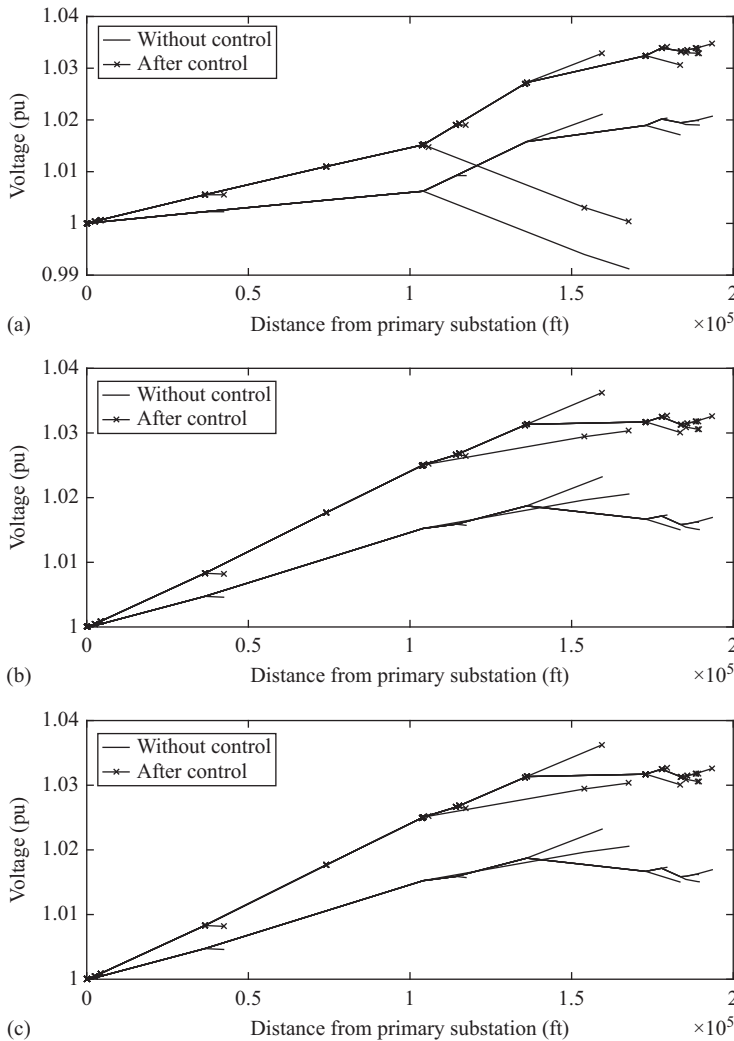 1.04
Without control
After control
1.03
1.02
1.01
1
0.99
Voltage (pu)
0 0.5 1 1.5 2
(a) Distance from primary substation (ft) ×10⁵
1.04
Without control
After control
1.03
1.02
1.01
1
Voltage (pu)
0 0.5 1 1.5 2
(b) Distance from primary substation (ft) ×10⁵
1.04
Without control
After control
1.03
1.02
1.01
1
Voltage (pu)
0 0.5 1 1.5 2
(c) Distance from primary substation (ft) ×10⁵